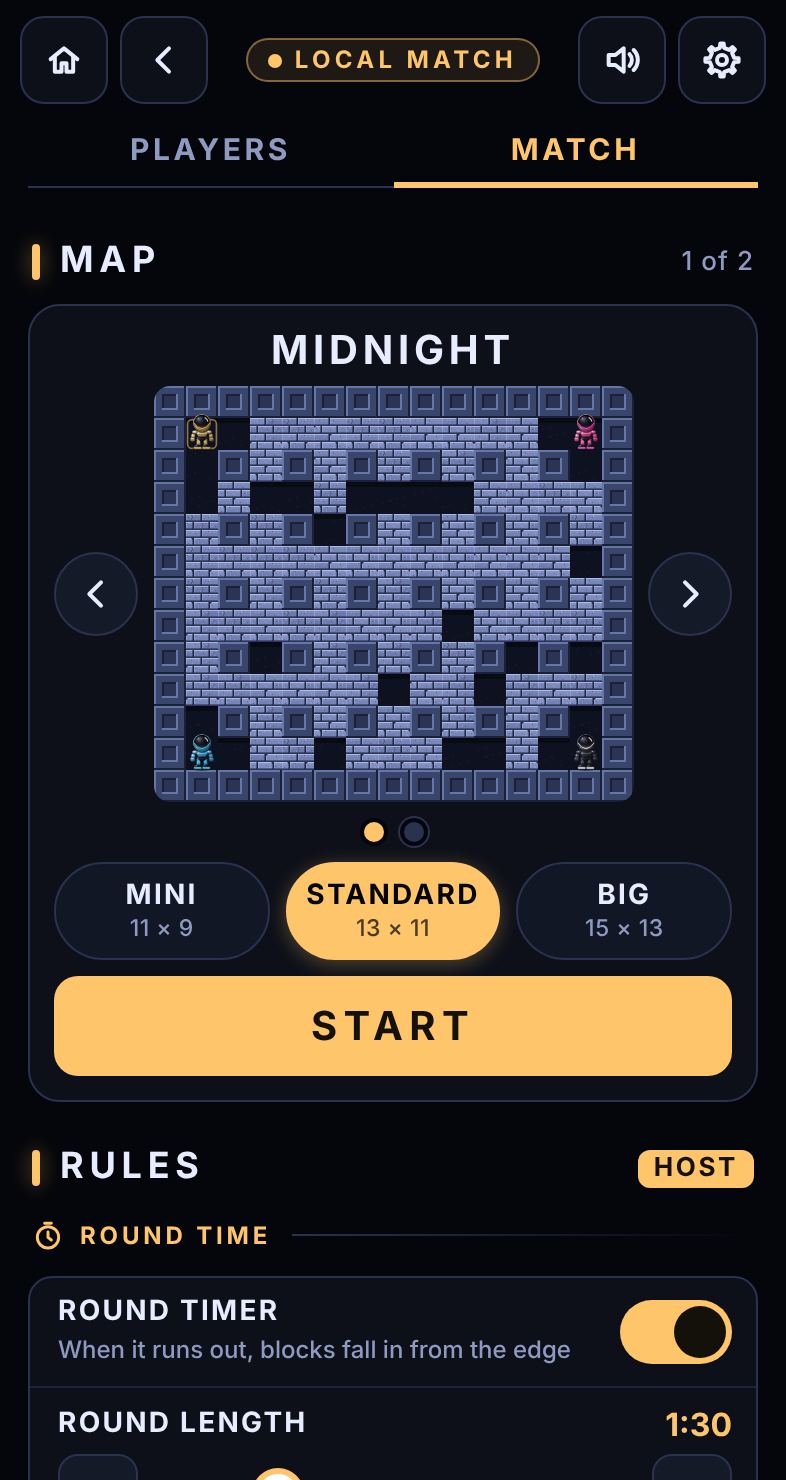 LOCAL MATCH
PLAYERS MATCH
MAP 1 of 2
MIDNIGHT
MINI STANDARD BIG
11 × 9 13 × 11 15 × 13
START
RULES HOST
ROUND TIME
ROUND TIMER
When it runs out, blocks fall in from the edge
ROUND LENGTH 1:30